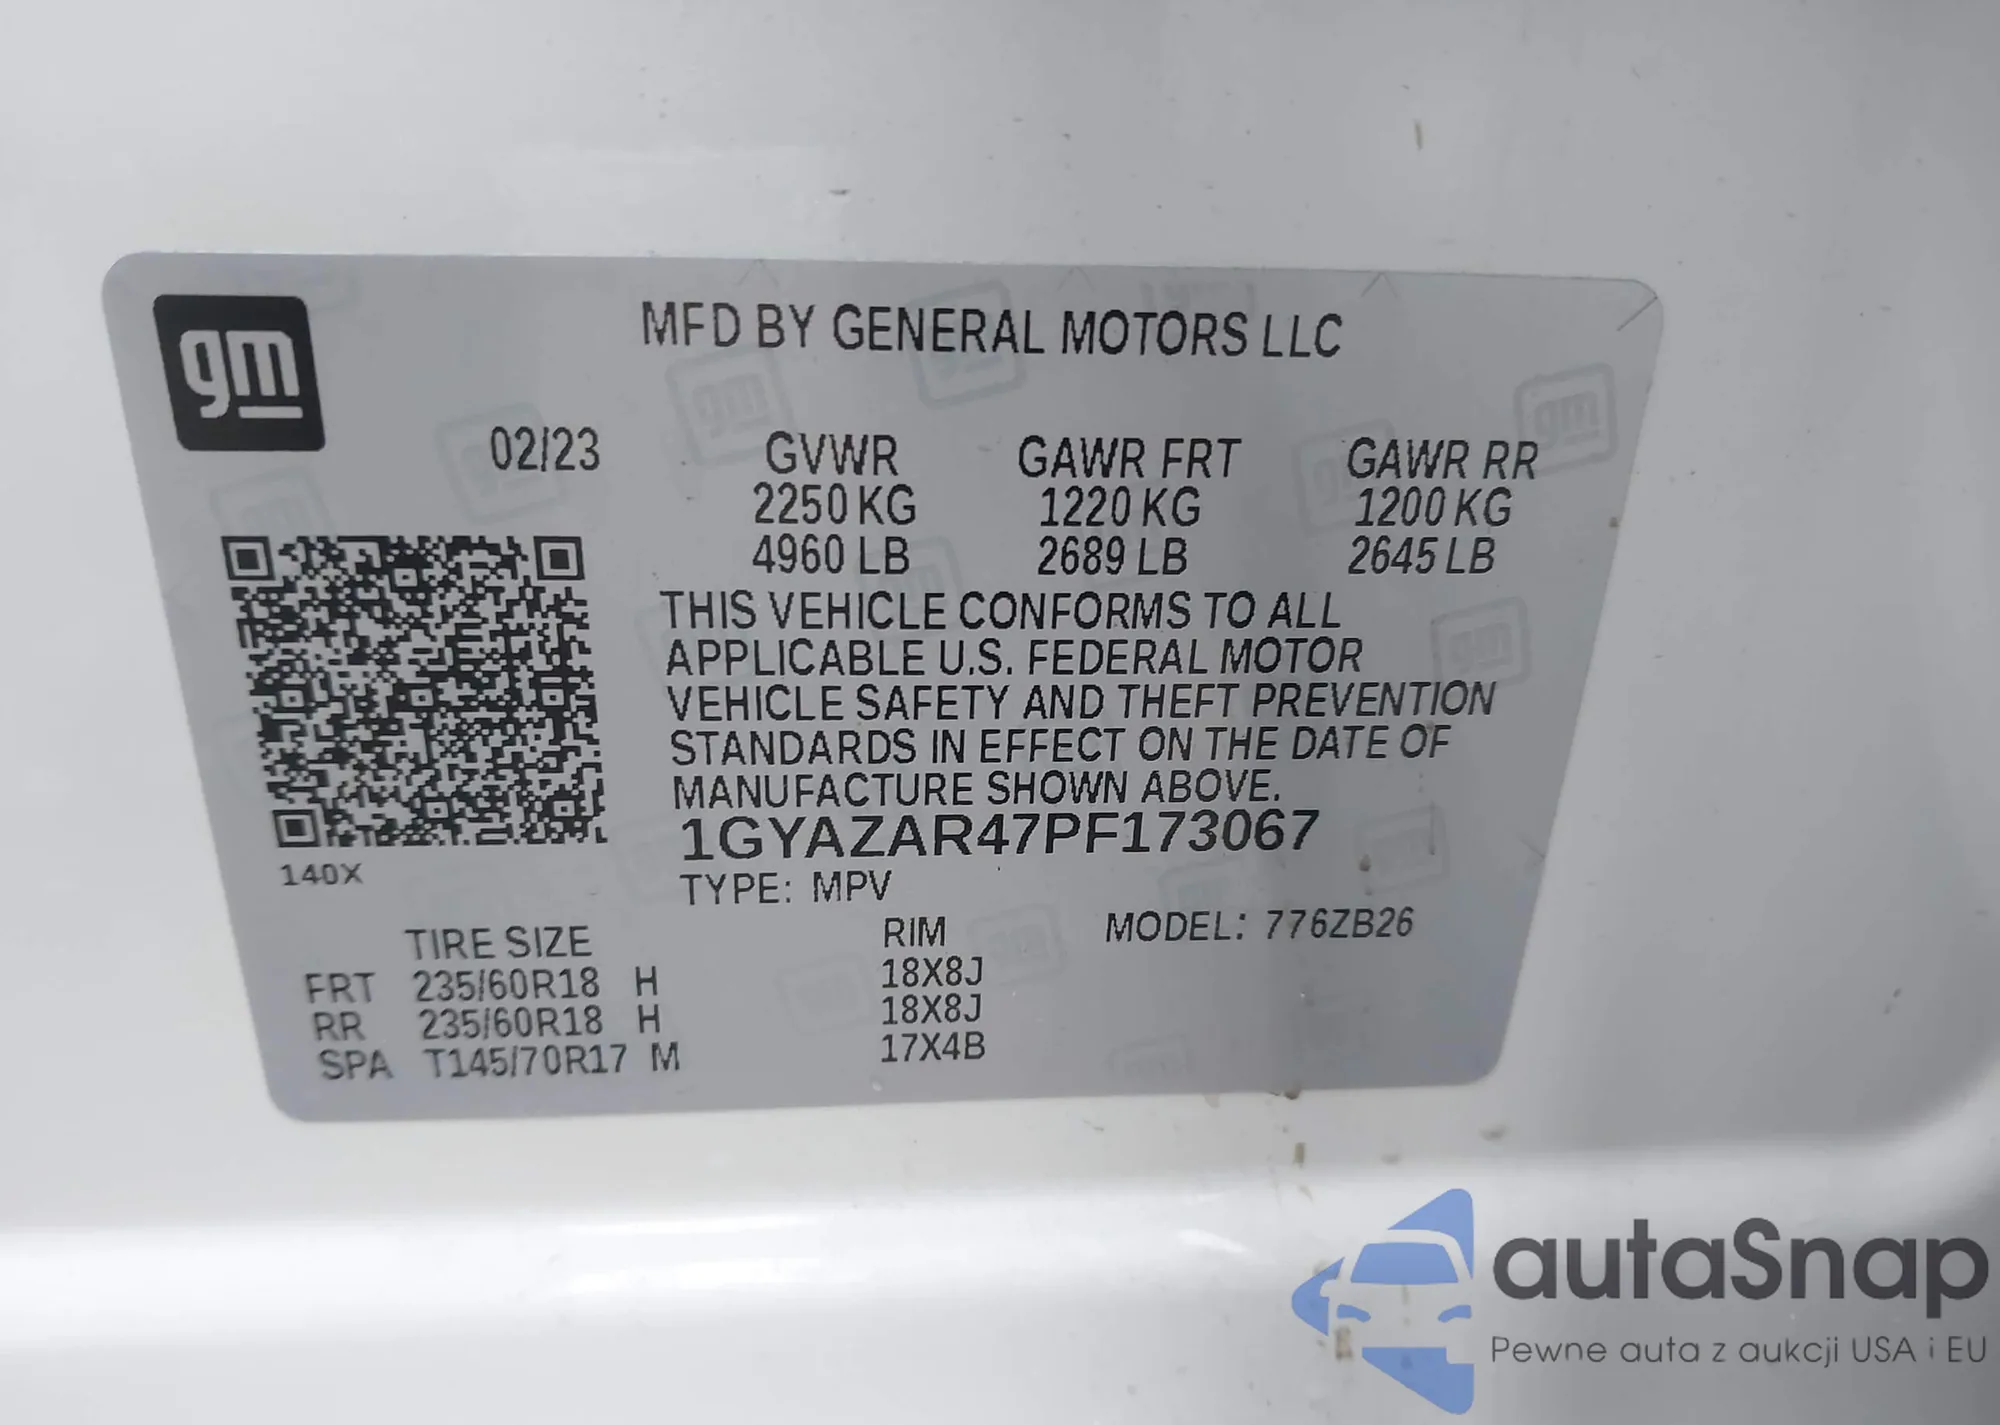 gm
MFD BY GENERAL MOTORS LLC
02/23 GVWR GAWR FRT GAWR RR
2250 KG 1220 KG 1200 KG
4960 LB 2689 LB 2645 LB
THIS VEHICLE CONFORMS TO ALL
APPLICABLE U.S. FEDERAL MOTOR
VEHICLE SAFETY AND THEFT PREVENTION
STANDARDS IN EFFECT ON THE DATE OF
MANUFACTURE SHOWN ABOVE.
1GYAZAR47PF173067
140X
TYPE: MPV
TIRE SIZE RIM MODEL: 776ZB26
FRT 235/60R18 H 18X8J
RR 235/60R18 H 18X8J
SPA T145/70R17 M 17X4B
autaSnap
Pewne auta z aukcji USA i EU